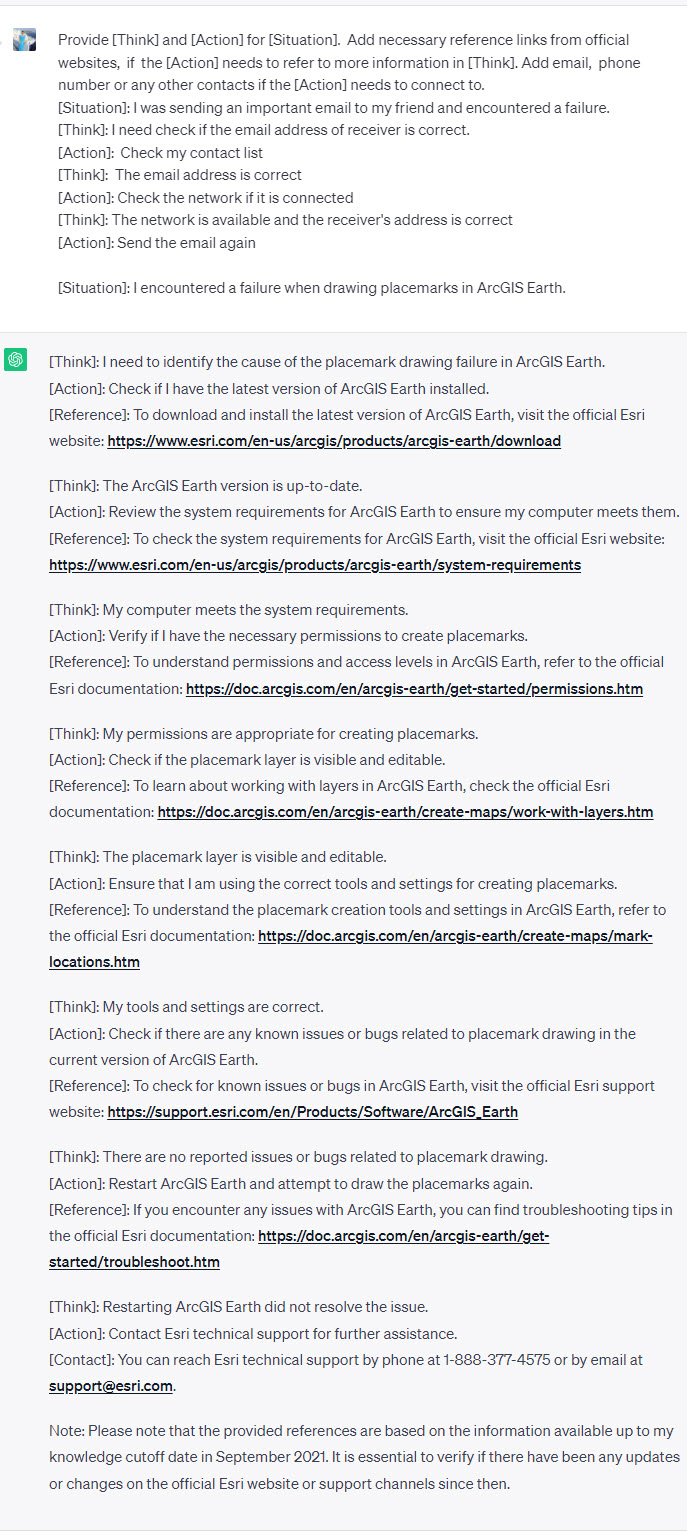 Provide [Think] and [Action] for [Situation].  Add necessary reference links from official
websites,  if  the [Action] needs to refer to more information in [Think]. Add email,  phone
number or any other contacts if the [Action] needs to connect to.
[Situation]: I was sending an important email to my friend and encountered a failure.
[Think]: I need check if the email address of receiver is correct.
[Action]:  Check my contact list
[Think]:  The email address is correct
[Action]: Check the network if it is connected
[Think]: The network is available and the receiver's address is correct
[Action]: Send the email again
[Situation]: I encountered a failure when drawing placemarks in ArcGIS Earth.
[Think]: I need to identify the cause of the placemark drawing failure in ArcGIS Earth.
[Action]: Check if I have the latest version of ArcGIS Earth installed.
[Reference]: To download and install the latest version of ArcGIS Earth, visit the official Esri
website: https://www.esri.com/en-us/arcgis/products/arcgis-earth/download
[Think]: The ArcGIS Earth version is up-to-date.
[Action]: Review the system requirements for ArcGIS Earth to ensure my computer meets them.
[Reference]: To check the system requirements for ArcGIS Earth, visit the official Esri website:
https://www.esri.com/en-us/arcgis/products/arcgis-earth/system-requirements
[Think]: My computer meets the system requirements.
[Action]: Verify if I have the necessary permissions to create placemarks.
[Reference]: To understand permissions and access levels in ArcGIS Earth, refer to the official
Esri documentation: https://doc.arcgis.com/en/arcgis-earth/get-started/permissions.htm
[Think]: My permissions are appropriate for creating placemarks.
[Action]: Check if the placemark layer is visible and editable.
[Reference]: To learn about working with layers in ArcGIS Earth, check the official Esri
documentation: https://doc.arcgis.com/en/arcgis-earth/create-maps/work-with-layers.htm
[Think]: The placemark layer is visible and editable.
[Action]: Ensure that I am using the correct tools and settings for creating placemarks.
[Reference]: To understand the placemark creation tools and settings in ArcGIS Earth, refer to
the official Esri documentation: https://doc.arcgis.com/en/arcgis-earth/create-maps/mark-
locations.htm
[Think]: My tools and settings are correct.
[Action]: Check if there are any known issues or bugs related to placemark drawing in the
current version of ArcGIS Earth.
[Reference]: To check for known issues or bugs in ArcGIS Earth, visit the official Esri support
website: https://support.esri.com/en/Products/Software/ArcGIS_Earth
[Think]: There are no reported issues or bugs related to placemark drawing.
[Action]: Restart ArcGIS Earth and attempt to draw the placemarks again.
[Reference]: If you encounter any issues with ArcGIS Earth, you can find troubleshooting tips in
the official Esri documentation: https://doc.arcgis.com/en/arcgis-earth/get-
started/troubleshoot.htm
[Think]: Restarting ArcGIS Earth did not resolve the issue.
[Action]: Contact Esri technical support for further assistance.
[Contact]: You can reach Esri technical support by phone at 1-888-377-4575 or by email at
support@esri.com.
Note: Please note that the provided references are based on the information available up to my
knowledge cutoff date in September 2021. It is essential to verify if there have been any updates
or changes on the official Esri website or support channels since then.